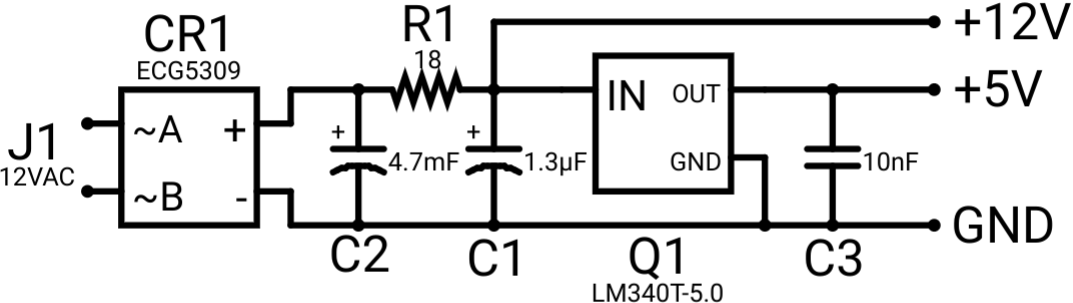 CR1
ECG5309
R1
18
+12V
+5V
J1
12VAC
~A
+
~B
-
+
4.7mF
+
1.3µF
IN
OUT
GND
10nF
GND
C2
C1
Q1
LM340T-5.0
C3